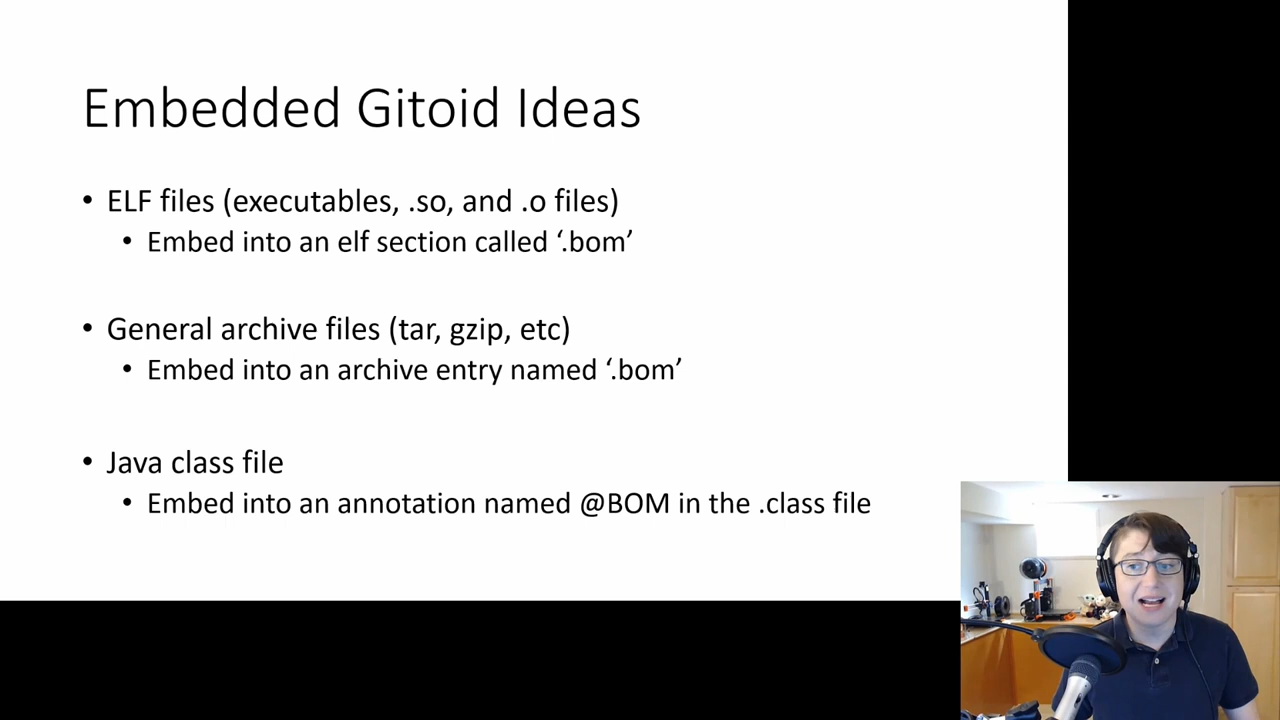 Embedded Gitoid Ideas
• ELF files (executables, .so, and .o files)
• Embed into an elf section called ‘.bom’
• General archive files (tar, gzip, etc)
• Embed into an archive entry named ‘.bom’
• Java class file
• Embed into an annotation named @BOM in the .class file